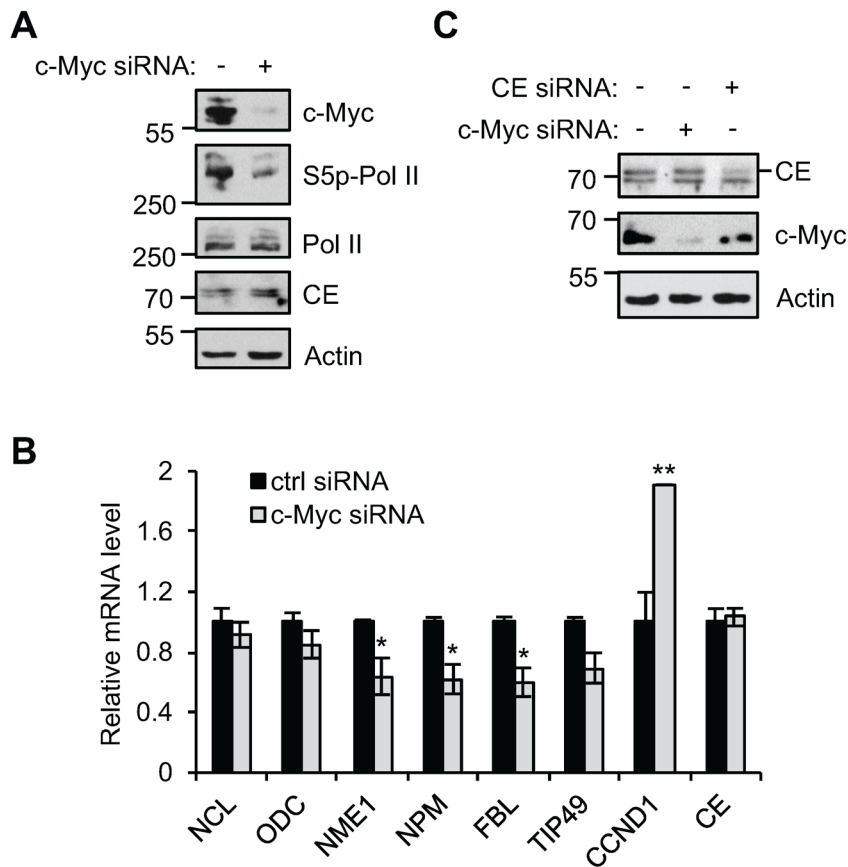 A
c-Myc siRNA: - +
55
c-Myc
S5p-Pol II
250
Pol II
250
CE
70
55
Actin
C
CE siRNA: - - +
c-Myc siRNA: - + -
70
CE
70
c-Myc
55
Actin
B
Relative mRNA level
2
1.6
1.2
0.8
0.4
0
ctrl siRNA
c-Myc siRNA
* * * **
NCL ODC NME1 NPM FBL TIP49 CCND1 CE